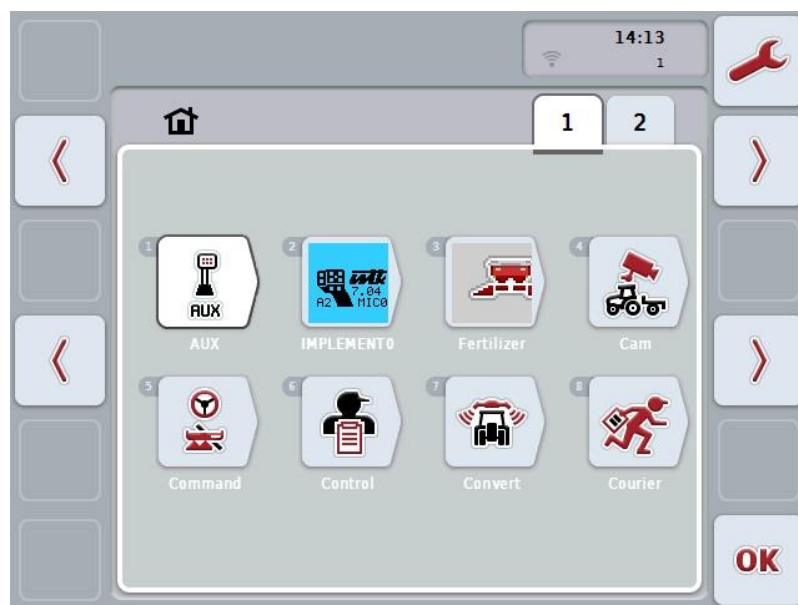 14:13
1
1 2
1 2 3 4
AUX
wtk
7.04
A2 MIC0
AUX IMPLEMENT0 Fertilizer Cam
5 6 7 8
Command Control Convert Courier
OK